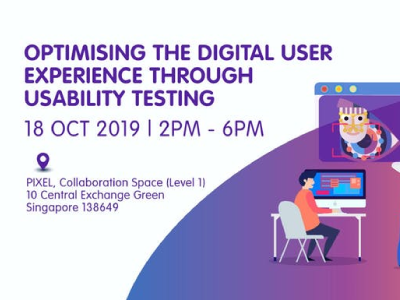 OPTIMISING THE DIGITAL USER
EXPERIENCE THROUGH
USABILITY TESTING
18 OCT 2019 | 2PM - 6PM
PIXEL, Collaboration Space (Level 1)
10 Central Exchange Green
Singapore 138649